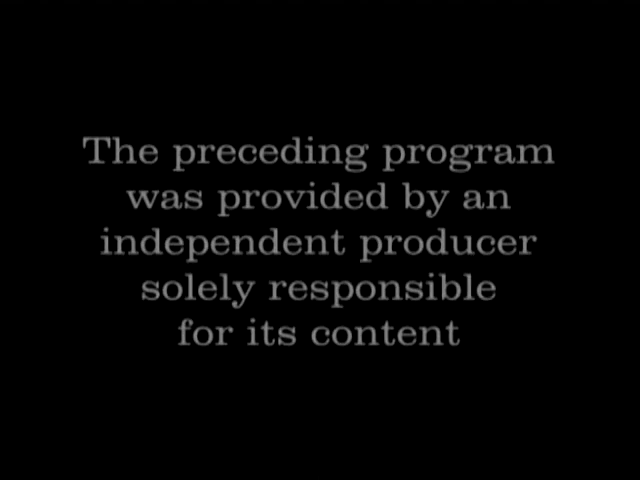 The preceding program
was provided by an
independent producer
solely responsible
for its content